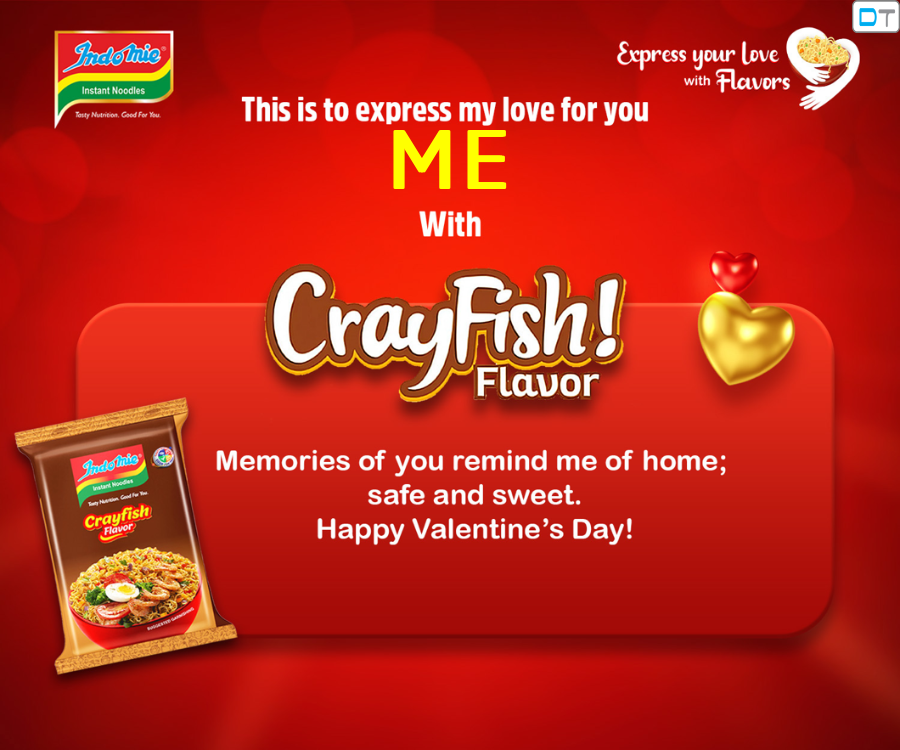 Indomie
Instant Noodles
Tasty Nutrition. Good For You.
Express your Love
with Flavors
DT
This is to express my love for you
ME
With
CrayFish!
Flavor
Memories of you remind me of home;
safe and sweet.
Happy Valentine’s Day!
Indomie
Instant Noodles
Tasty Nutrition. Good For You.
Crayfish
Flavor
SUGGESTED GARNISHING